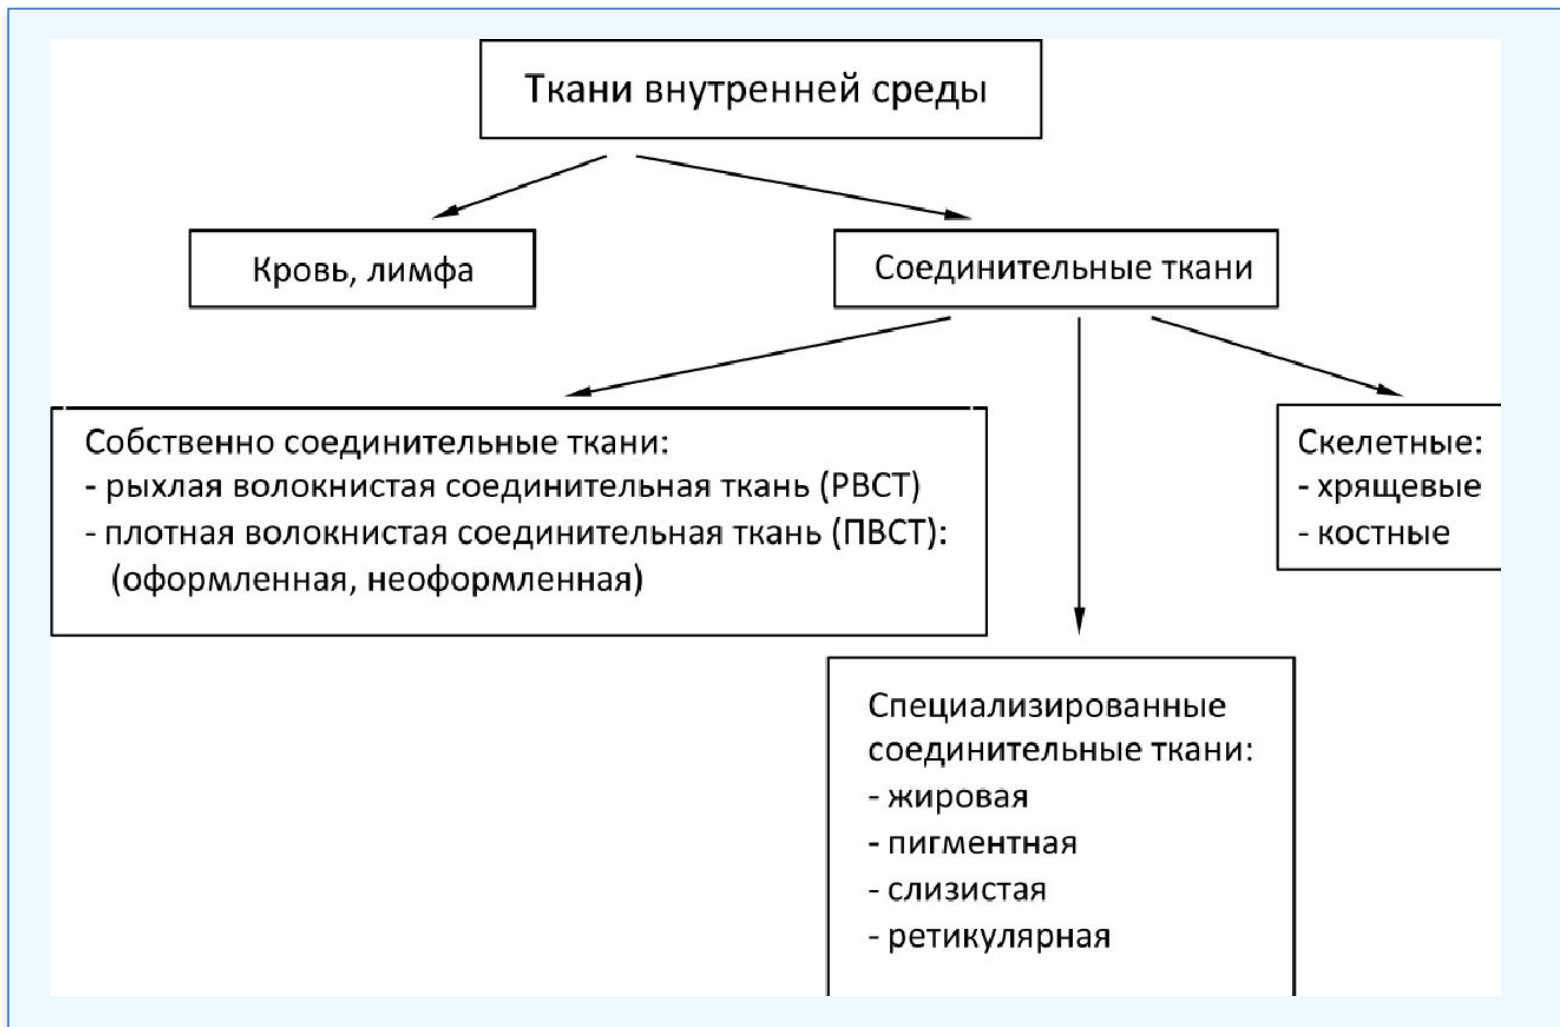 Ткани внутренней среды
Кровь, лимфа
Соединительные ткани
Собственно соединительные ткани:
- рыхлая волокнистая соединительная ткань (РВСТ)
- плотная волокнистая соединительная ткань (ПВСТ):
(оформленная, неоформленная)
Скелетные:
- хрящевые
- костные
Специализированные
соединительные ткани:
- жировая
- пигментная
- слизистая
- ретикулярная